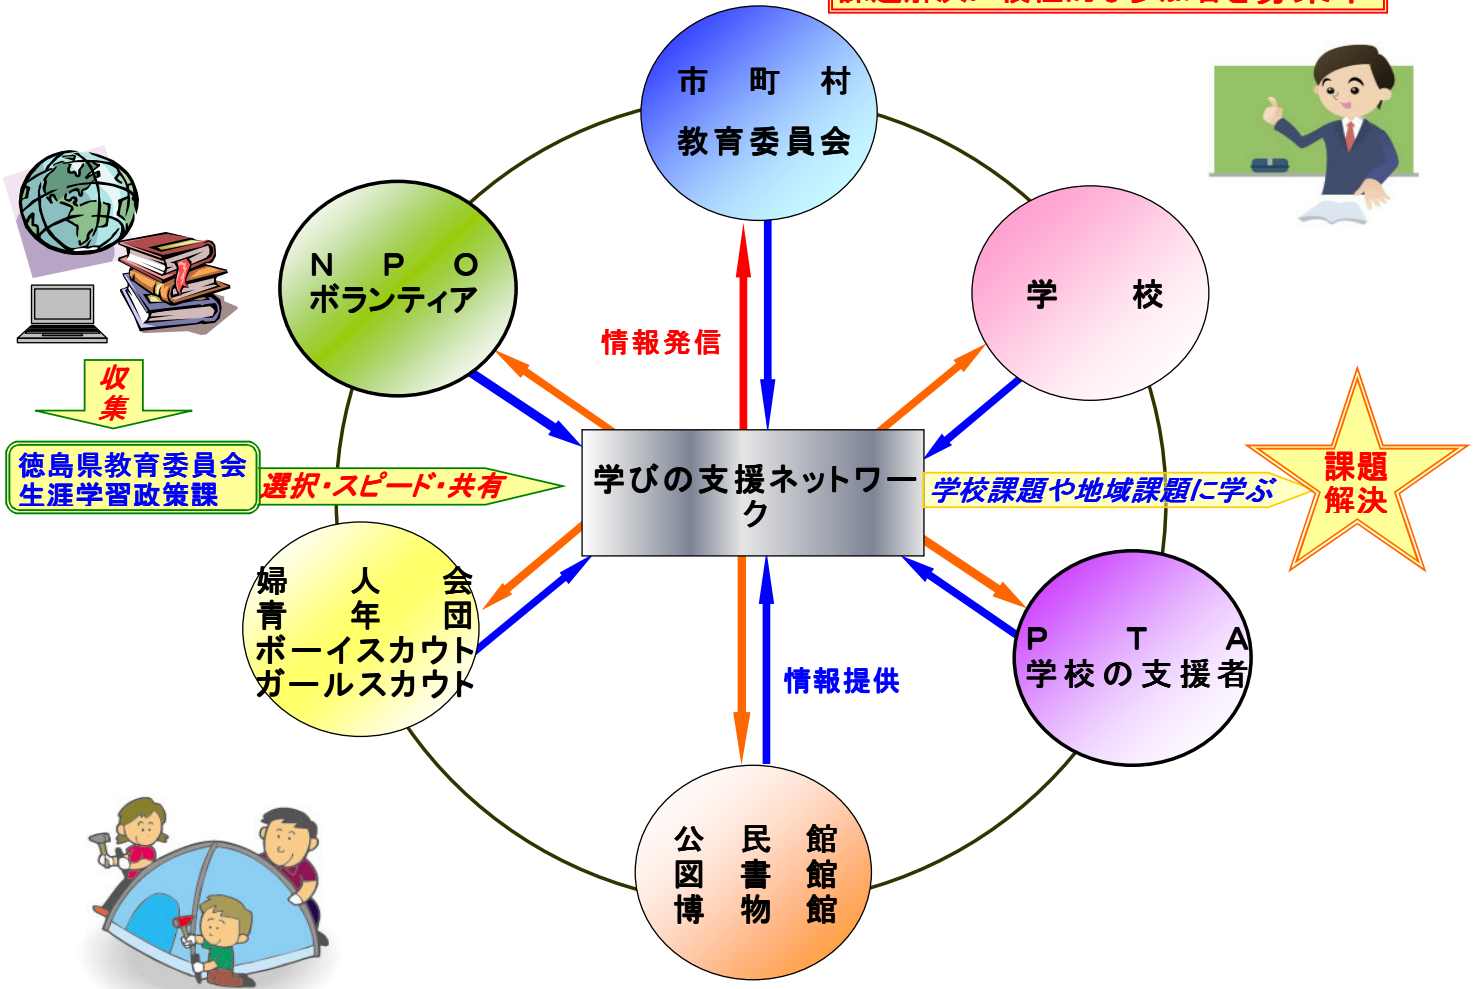 市町村
教育委員会
NPO
ボランティア
学校
情報発信
収
集
徳島県教育委員会
生涯学習政策課
選択・スピード・共有
学びの支援ネットワー
ク
学校課題や地域課題に学ぶ
課題
解決
婦人会
青年団
ボーイスカウト
ガールスカウト
PTA
学校の支援者
情報提供
公民館
図書館
博物館